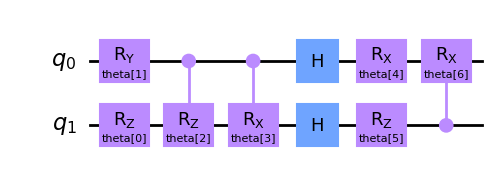 q0 RY theta[1] H RX theta[4] RX theta[6]
q1 RZ theta[0] RZ theta[2] RX theta[3] H RZ theta[5]